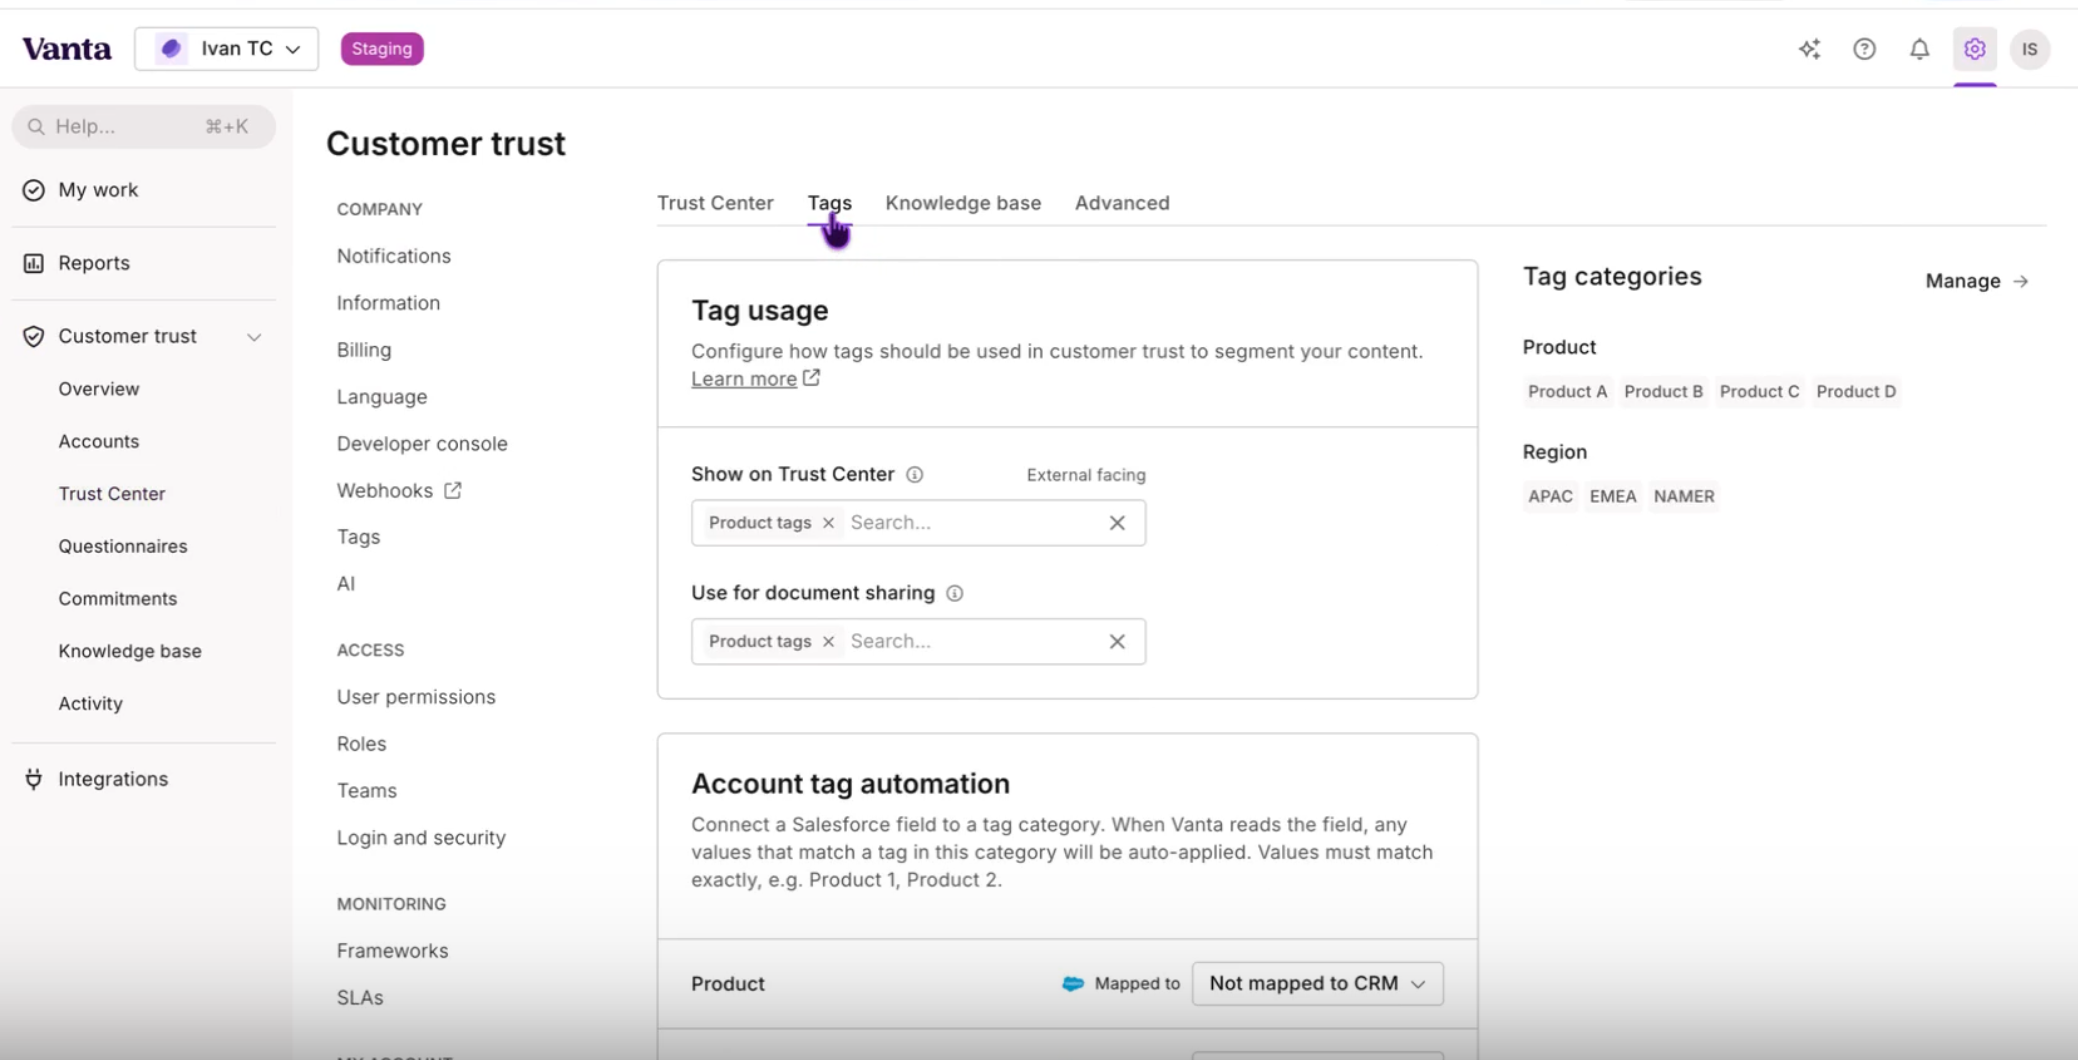 Vanta
Ivan TC
Staging
IS
Help... ⌘+K
My work
Reports
Customer trust
Overview
Accounts
Trust Center
Questionnaires
Commitments
Knowledge base
Activity
Integrations
Customer trust
COMPANY
Notifications
Information
Billing
Language
Developer console
Webhooks
Tags
AI
ACCESS
User permissions
Roles
Teams
Login and security
MONITORING
Frameworks
SLAs
MY ACCOUNT
Trust Center Tags Knowledge base Advanced
Tag usage
Configure how tags should be used in customer trust to segment your content.
Learn more
Show on Trust Center External facing
Product tags Search...
Use for document sharing
Product tags Search...
Account tag automation
Connect a Salesforce field to a tag category. When Vanta reads the field, any
values that match a tag in this category will be auto-applied. Values must match
exactly, e.g. Product 1, Product 2.
Product Mapped to Not mapped to CRM
Tag categories Manage →
Product
Product A Product B Product C Product D
Region
APAC EMEA NAMER